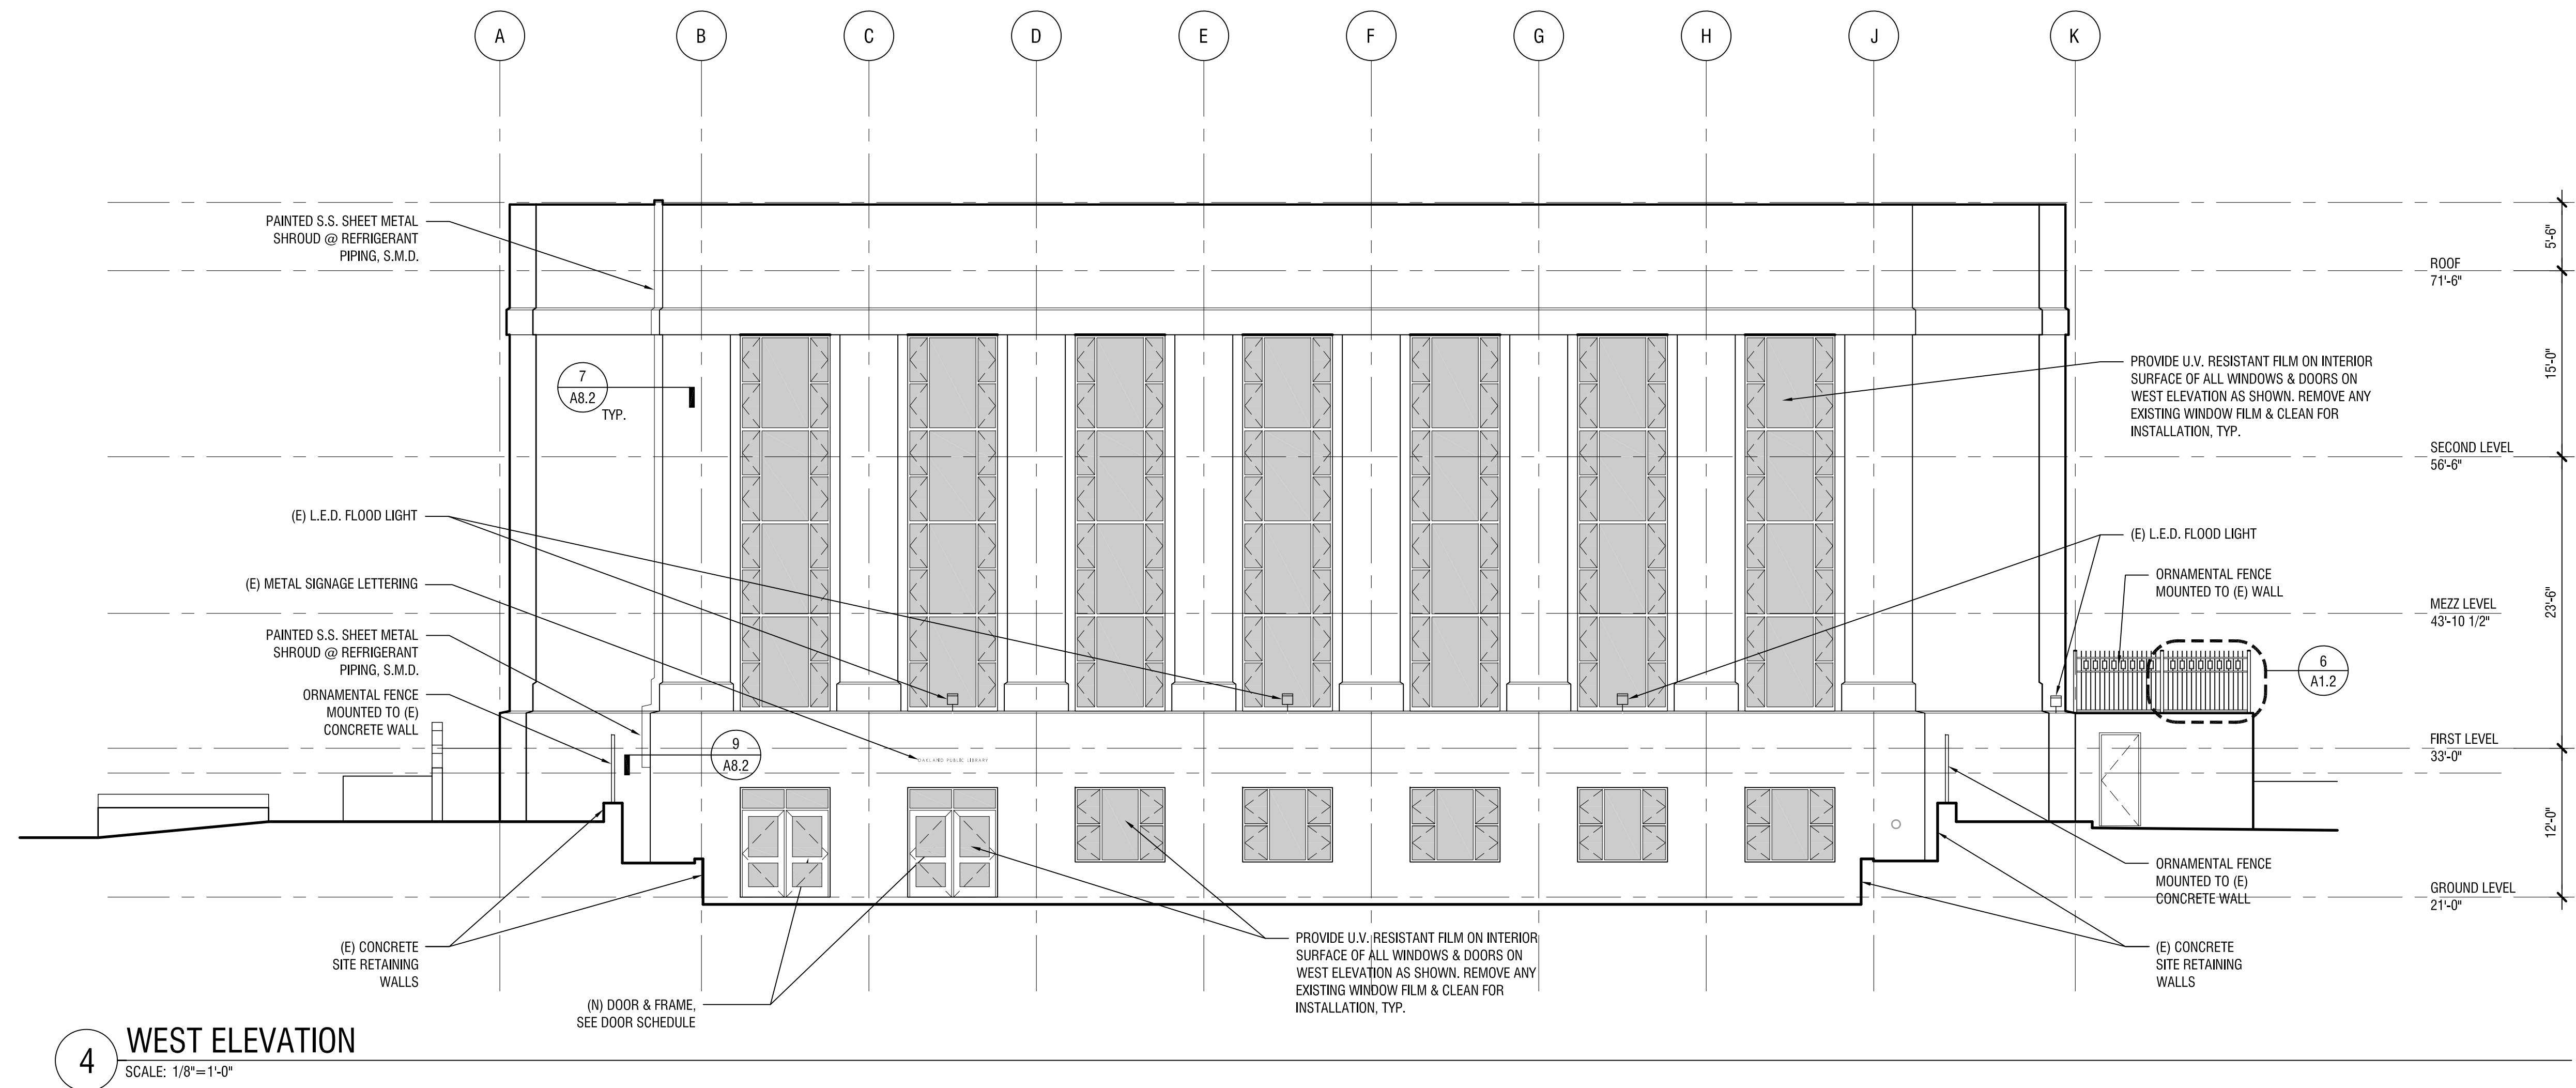 A
B
C
D
E
F
G
H
J
K
PAINTED S.S. SHEET METAL
SHROUD @ REFRIGERANT
PIPING, S.M.D.
5'-6"
ROOF
71'-6"
7
A8.2
TYP.
PROVIDE U.V. RESISTANT FILM ON INTERIOR
SURFACE OF ALL WINDOWS & DOORS ON
WEST ELEVATION AS SHOWN. REMOVE ANY
EXISTING WINDOW FILM & CLEAN FOR
INSTALLATION, TYP.
15'-0"
SECOND LEVEL
56'-6"
(E) L.E.D. FLOOD LIGHT
(E) L.E.D. FLOOD LIGHT
(E) METAL SIGNAGE LETTERING
ORNAMENTAL FENCE
MOUNTED TO (E) WALL
MEZZ LEVEL
43'-10 1/2"
23'-6"
PAINTED S.S. SHEET METAL
SHROUD @ REFRIGERANT
PIPING, S.M.D.
6
A1.2
ORNAMENTAL FENCE
MOUNTED TO (E)
CONCRETE WALL
9
A8.2
OAKLAND PUBLIC LIBRARY
FIRST LEVEL
33'-0"
12'-0"
ORNAMENTAL FENCE
MOUNTED TO (E)
CONCRETE WALL
GROUND LEVEL
21'-0"
(E) CONCRETE
SITE RETAINING
WALLS
PROVIDE U.V. RESISTANT FILM ON INTERIOR
SURFACE OF ALL WINDOWS & DOORS ON
WEST ELEVATION AS SHOWN. REMOVE ANY
EXISTING WINDOW FILM & CLEAN FOR
INSTALLATION, TYP.
(E) CONCRETE
SITE RETAINING
WALLS
(N) DOOR & FRAME,
SEE DOOR SCHEDULE
4
WEST ELEVATION
SCALE: 1/8"=1'-0"